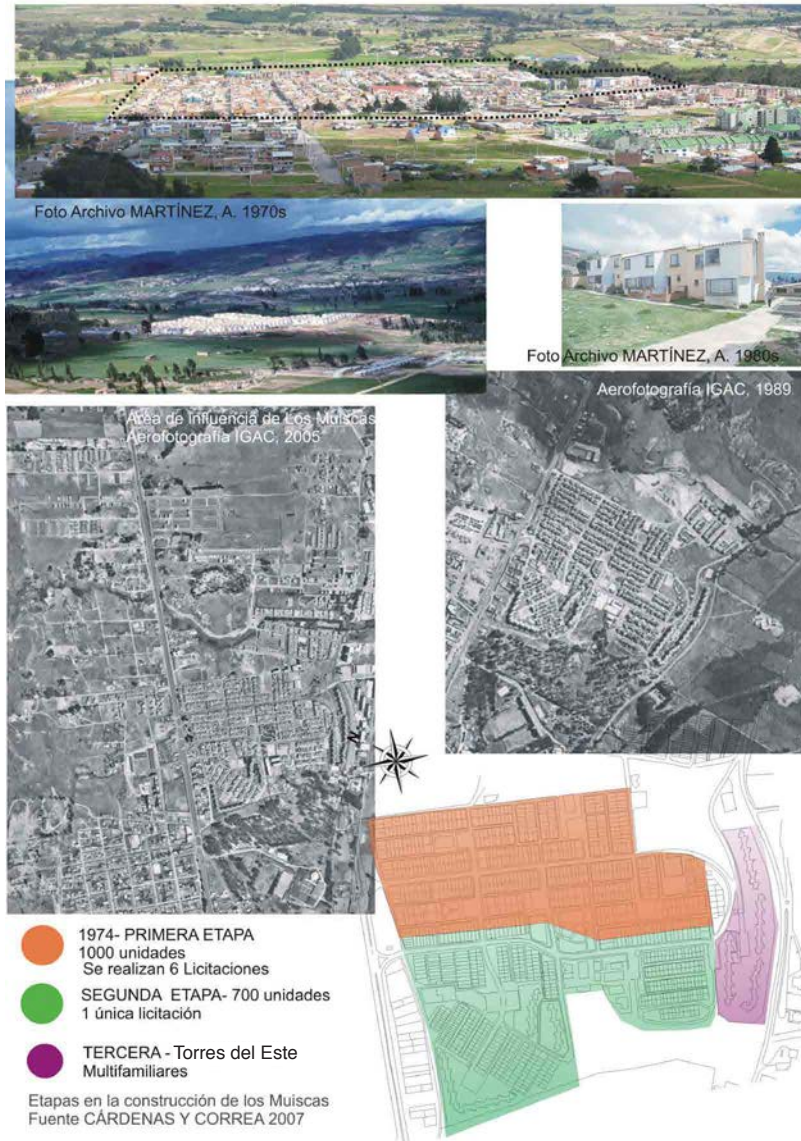 Foto Archivo MARTÍNEZ, A. 1970s
Foto Archivo MARTÍNEZ, A. 1980s
Aerofotografía IGAC, 1989
Área de Influencia de Los Muiscas
Aerofotografía IGAC, 2005
N
1974- PRIMERA ETAPA
1000 unidades
Se realizan 6 Licitaciones
SEGUNDA ETAPA- 700 unidades
1 única licitación
TERCERA - Torres del Este
Multifamiliares
Etapas en la construcción de los Muiscas
Fuente CÁRDENAS Y CORREA 2007